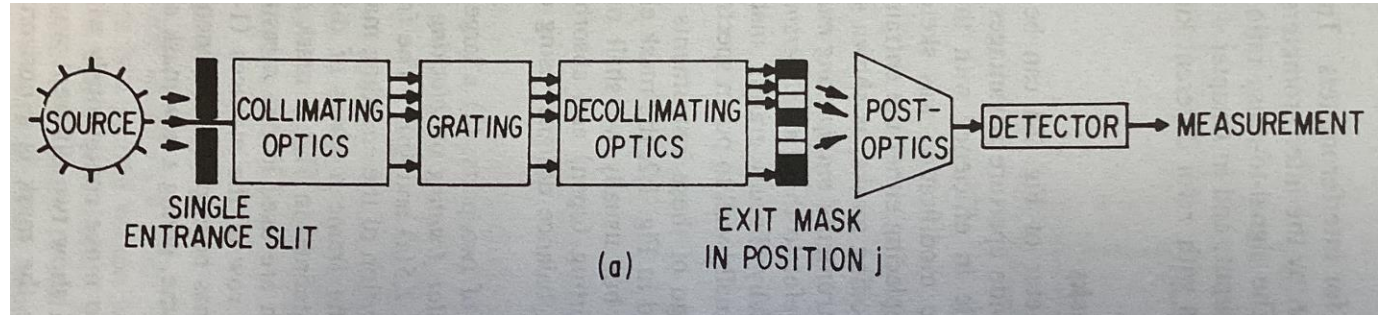 SOURCE
SINGLE
ENTRANCE SLIT
COLLIMATING
OPTICS
GRATING
DECOLLIMATING
OPTICS
EXIT MASK
IN POSITION j
POST-
OPTICS
DETECTOR
MEASUREMENT
(a)